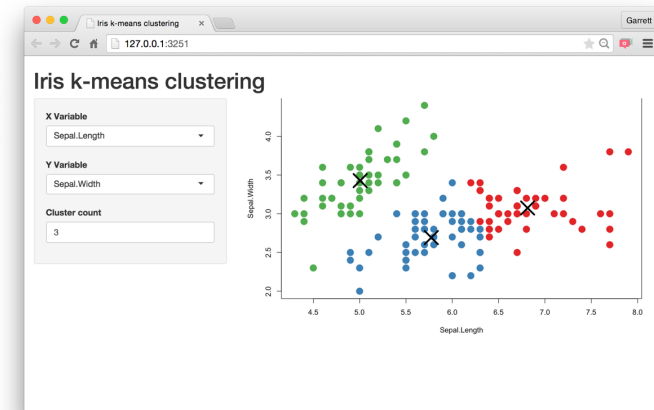 Iris k-means clustering
Garrett
127.0.0.1:3251
Iris k-means clustering
X Variable
Sepal.Length
Y Variable
Sepal.Width
Cluster count
3
Sepal.Width
4.0
3.5
3.0
2.5
2.0
4.5 5.0 5.5 6.0 6.5 7.0 7.5 8.0
Sepal.Length